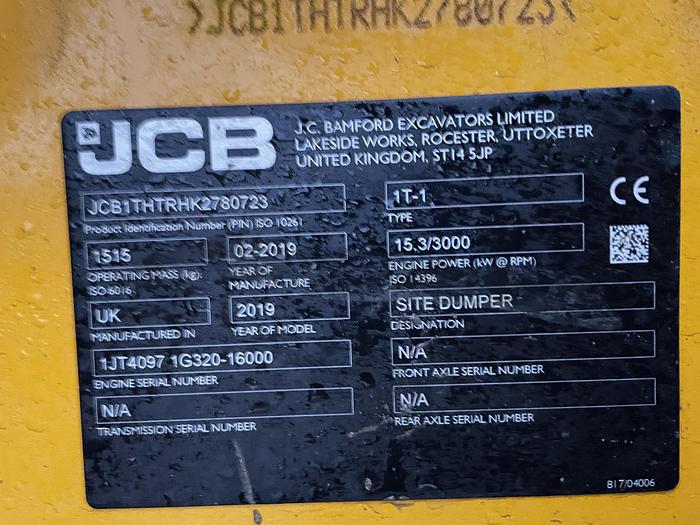 >JCB1THTRHK2780723<
JCB
J.C. BAMFORD EXCAVATORS LIMITED
LAKESIDE WORKS, ROCESTER, UTTOXETER
UNITED KINGDOM, ST14 5JP
JCB1THTRHK2780723
Product Identification Number (PIN) ISO 10261
1T-1
TYPE
CE
1515
OPERATING MASS (kg).
ISO 6016
02-2019
YEAR OF
MANUFACTURE
15.3/3000
ENGINE POWER (kW @ RPM)
ISO 14396
UK
MANUFACTURED IN
2019
YEAR OF MODEL
SITE DUMPER
DESIGNATION
1JT4097 1G320-16000
ENGINE SERIAL NUMBER
N/A
FRONT AXLE SERIAL NUMBER
N/A
TRANSMISSION SERIAL NUMBER
N/A
REAR AXLE SERIAL NUMBER
817/04006